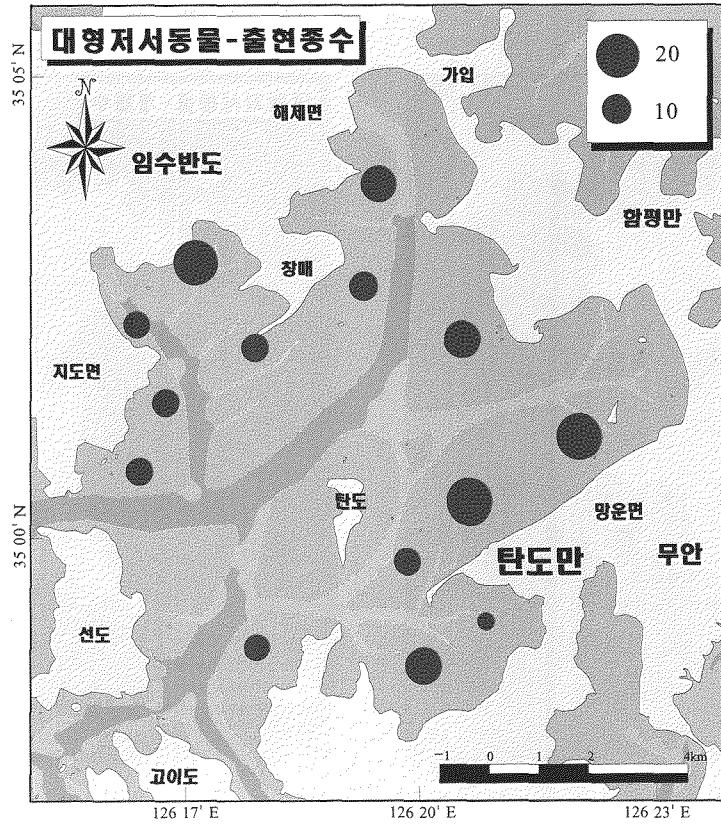 대형저서동물-출현종수
20
10
35 05' N
N
가입
해제면
임수반도
함평만
창매
지도면
탄도
망운면
35 00' N
탄도만
무안
선도
고이도
-1 0 1 2 4km
126 17' E 126 20' E 126 23' E